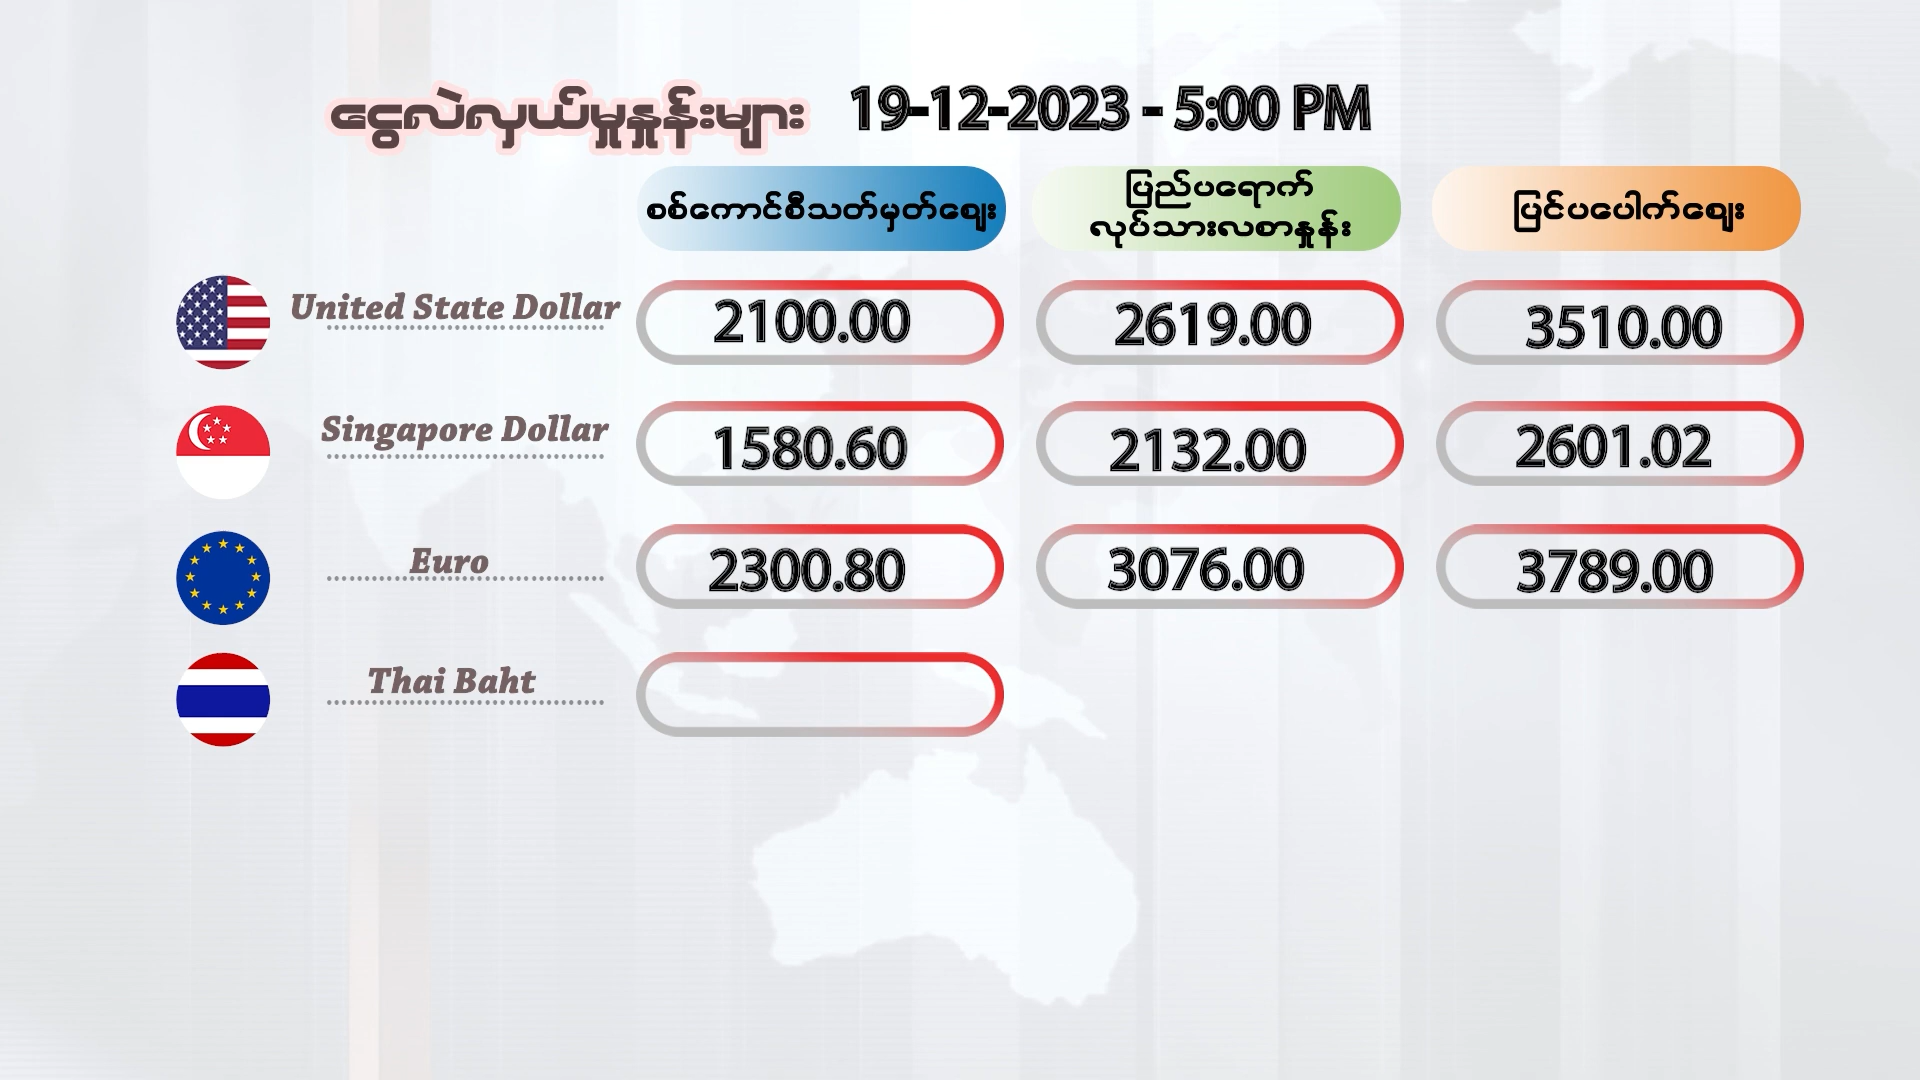 ငွေလဲလှယ်မှုနှုန်းများ 19-12-2023 - 5:00 PM
စစ်ကောင်စီသတ်မှတ်ဈေး
ပြည်ပရောက်
လုပ်သားလစာနှုန်း
ပြင်ပပေါက်ဈေး
United State Dollar 2100.00 2619.00 3510.00
Singapore Dollar 1580.60 2132.00 2601.02
Euro 2300.80 3076.00 3789.00
Thai Baht